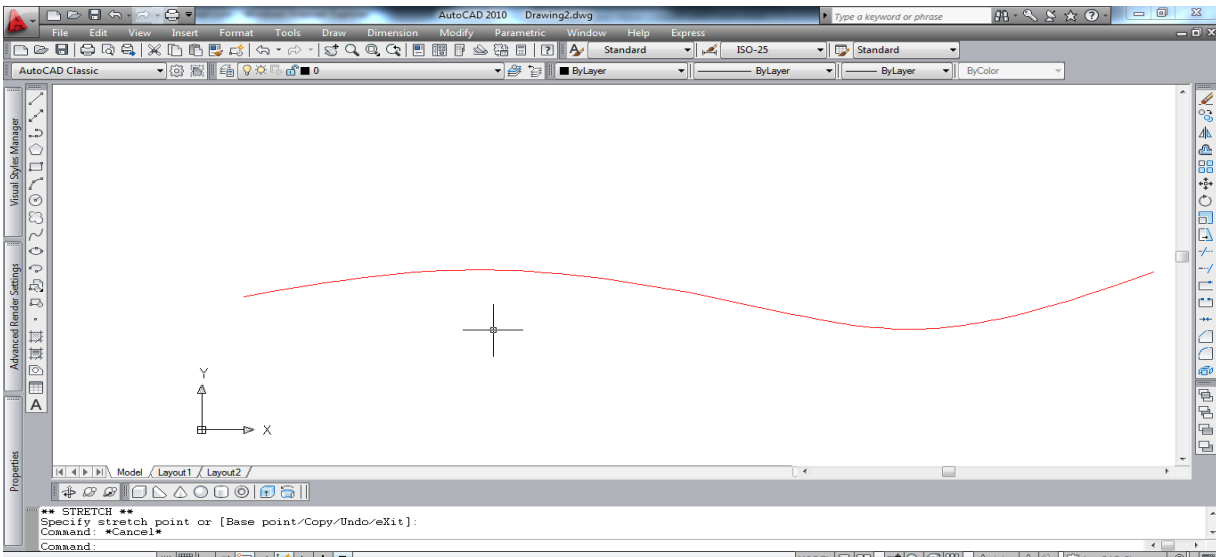 AutoCAD 2010 Drawing2.dwg Type a keyword or phrase
File Edit View Insert Format Tools Draw Dimension Modify Parametric Window Help Express
Standard ISO-25 Standard
AutoCAD Classic 0 ByLayer ByLayer ByLayer ByColor
Visual Styles Manager
Advanced Render Settings
Properties
A
Y
X
Model Layout1 Layout2
** STRETCH **
Specify stretch point or [Base point/Copy/Undo/eXit]:
Command: *Cancel*
Command: